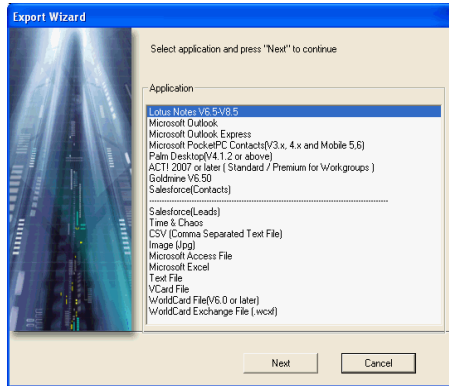 Export Wizard
Select application and press "Next" to continue
Application
Lotus Notes V6.5-V8.5
Microsoft Outlook
Microsoft Outlook Express
Microsoft PocketPC Contacts(V3.x, 4.x and Mobile 5,6)
Palm Desktop(V4.1.2 or above)
ACT! 2007 or later ( Standard / Premium for Workgroups )
Goldmine V6.50
Salesforce(Contacts)
Salesforce(Leads)
Time & Chaos
CSV (Comma Separated Text File)
Image (Jpg)
Microsoft Access File
Microsoft Excel
Text File
VCard File
WorldCard File(V6.0 or later)
WorldCard Exchange File (.wcxf)
Next
Cancel